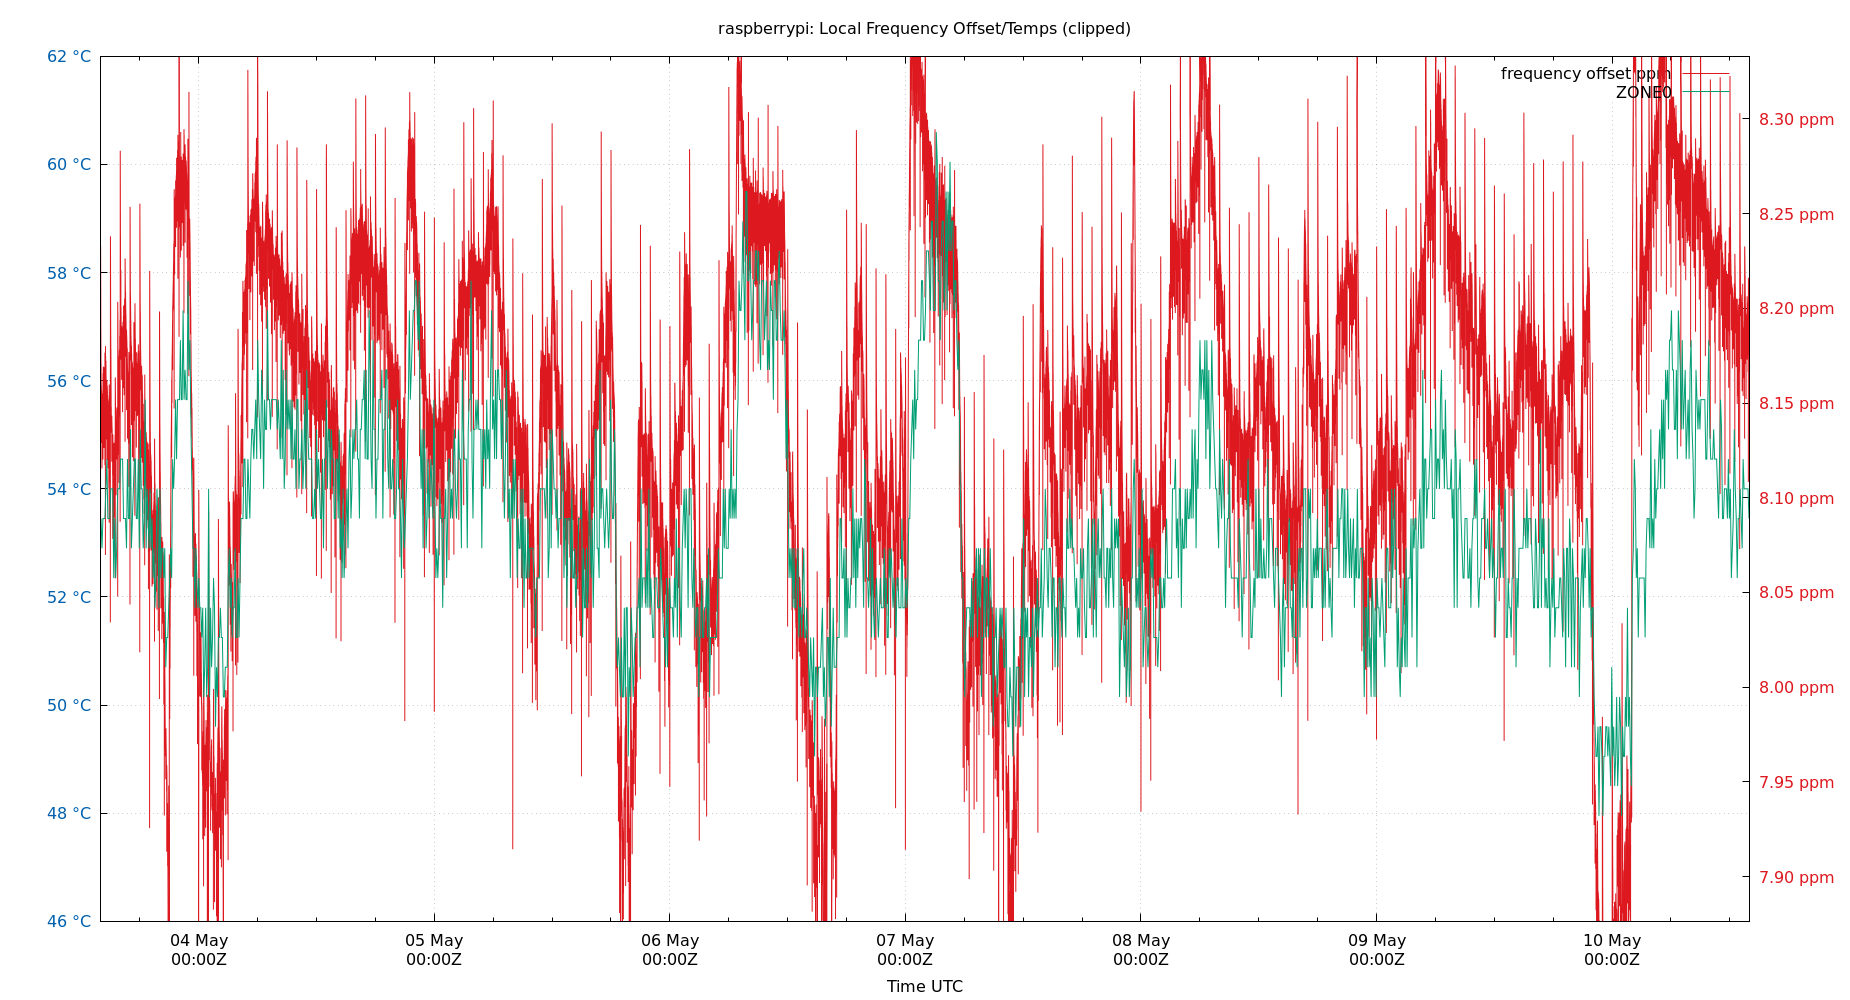 raspberrypi: Local Frequency Offset/Temps (clipped)
62 °C
60 °C
58 °C
56 °C
54 °C
52 °C
50 °C
48 °C
46 °C
frequency offset ppm
ZONE0
8.30 ppm
8.25 ppm
8.20 ppm
8.15 ppm
8.10 ppm
8.05 ppm
8.00 ppm
7.95 ppm
7.90 ppm
04 May 05 May 06 May 07 May 08 May 09 May 10 May
00:00Z 00:00Z 00:00Z 00:00Z 00:00Z 00:00Z 00:00Z
Time UTC